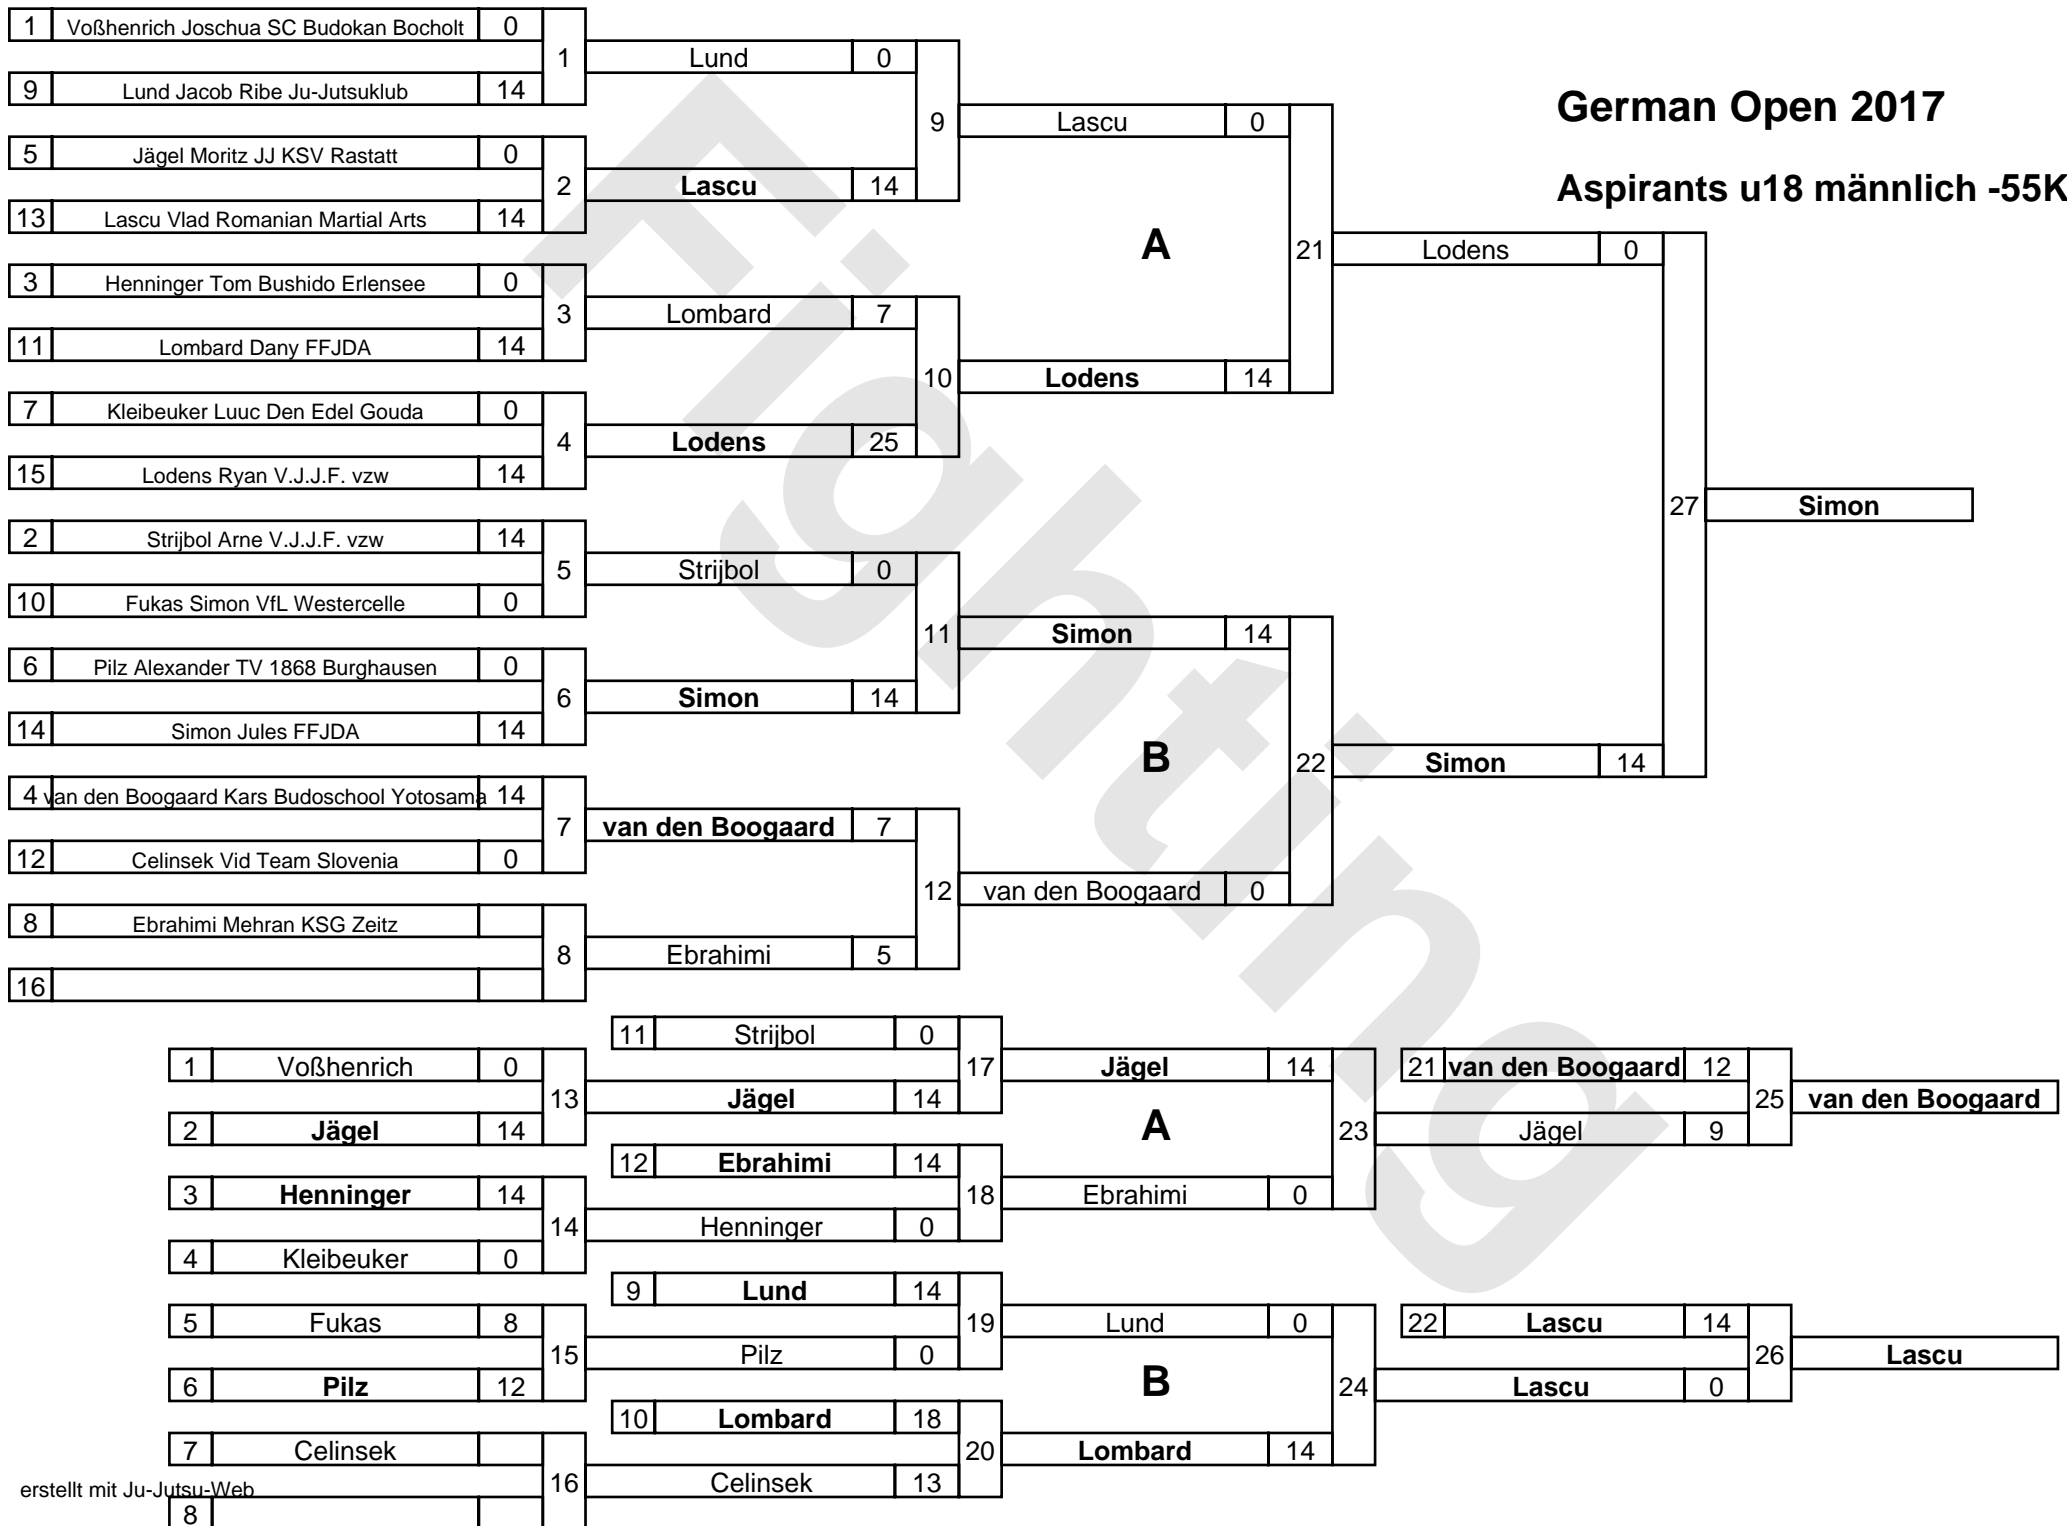 German Open 2017
Aspirants u18 männlich -55K
1 Voßhenrich Joschua SC Budokan Bocholt 0
9 Lund Jacob Ribe Ju-Jutsuklub 14
1
5 Jägel Moritz JJ KSV Rastatt 0
13 Lascu Vlad Romanian Martial Arts 14
2
3 Henninger Tom Bushido Erlensee 0
11 Lombard Dany FFJDA 14
3
7 Kleibeuker Luuc Den Edel Gouda 0
15 Lodens Ryan V.J.J.F. vzw 14
4
2 Strijbol Arne V.J.J.F. vzw 14
10 Fukas Simon VfL Westercelle 0
5
6 Pilz Alexander TV 1868 Burghausen 0
14 Simon Jules FFJDA 14
6
4 van den Boogaard Kars Budoschool Yotosama 14
12 Celinsek Vid Team Slovenia 0
7
8 Ebrahimi Mehran KSG Zeitz
16
8
Lund 0
Lascu 14
9
Lombard 7
Lodens 25
10
Strijbol 0
Simon 14
11
van den Boogaard 7
Ebrahimi 5
12
Lascu 0
A
Lodens 14
21
Simon 14
B
van den Boogaard 0
22
Lodens 0
Simon 14
27
Simon
1 Voßhenrich 0
2 Jägel 14
13
3 Henninger 14
4 Kleibeuker 0
14
5 Fukas 8
6 Pilz 12
15
7 Celinsek
8
16
11 Strijbol 0
Jägel 14
17
12 Ebrahimi 14
Henninger 0
18
9 Lund 14
Pilz 0
19
10 Lombard 18
Celinsek 13
20
Jägel 14
A
Ebrahimi 0
23
Lund 0
B
Lombard 14
24
21 van den Boogaard 12
Jägel 9
25
van den Boogaard
22 Lascu 14
Lascu 0
26
Lascu
erstellt mit Ju-Jutsu-Web
Fighting